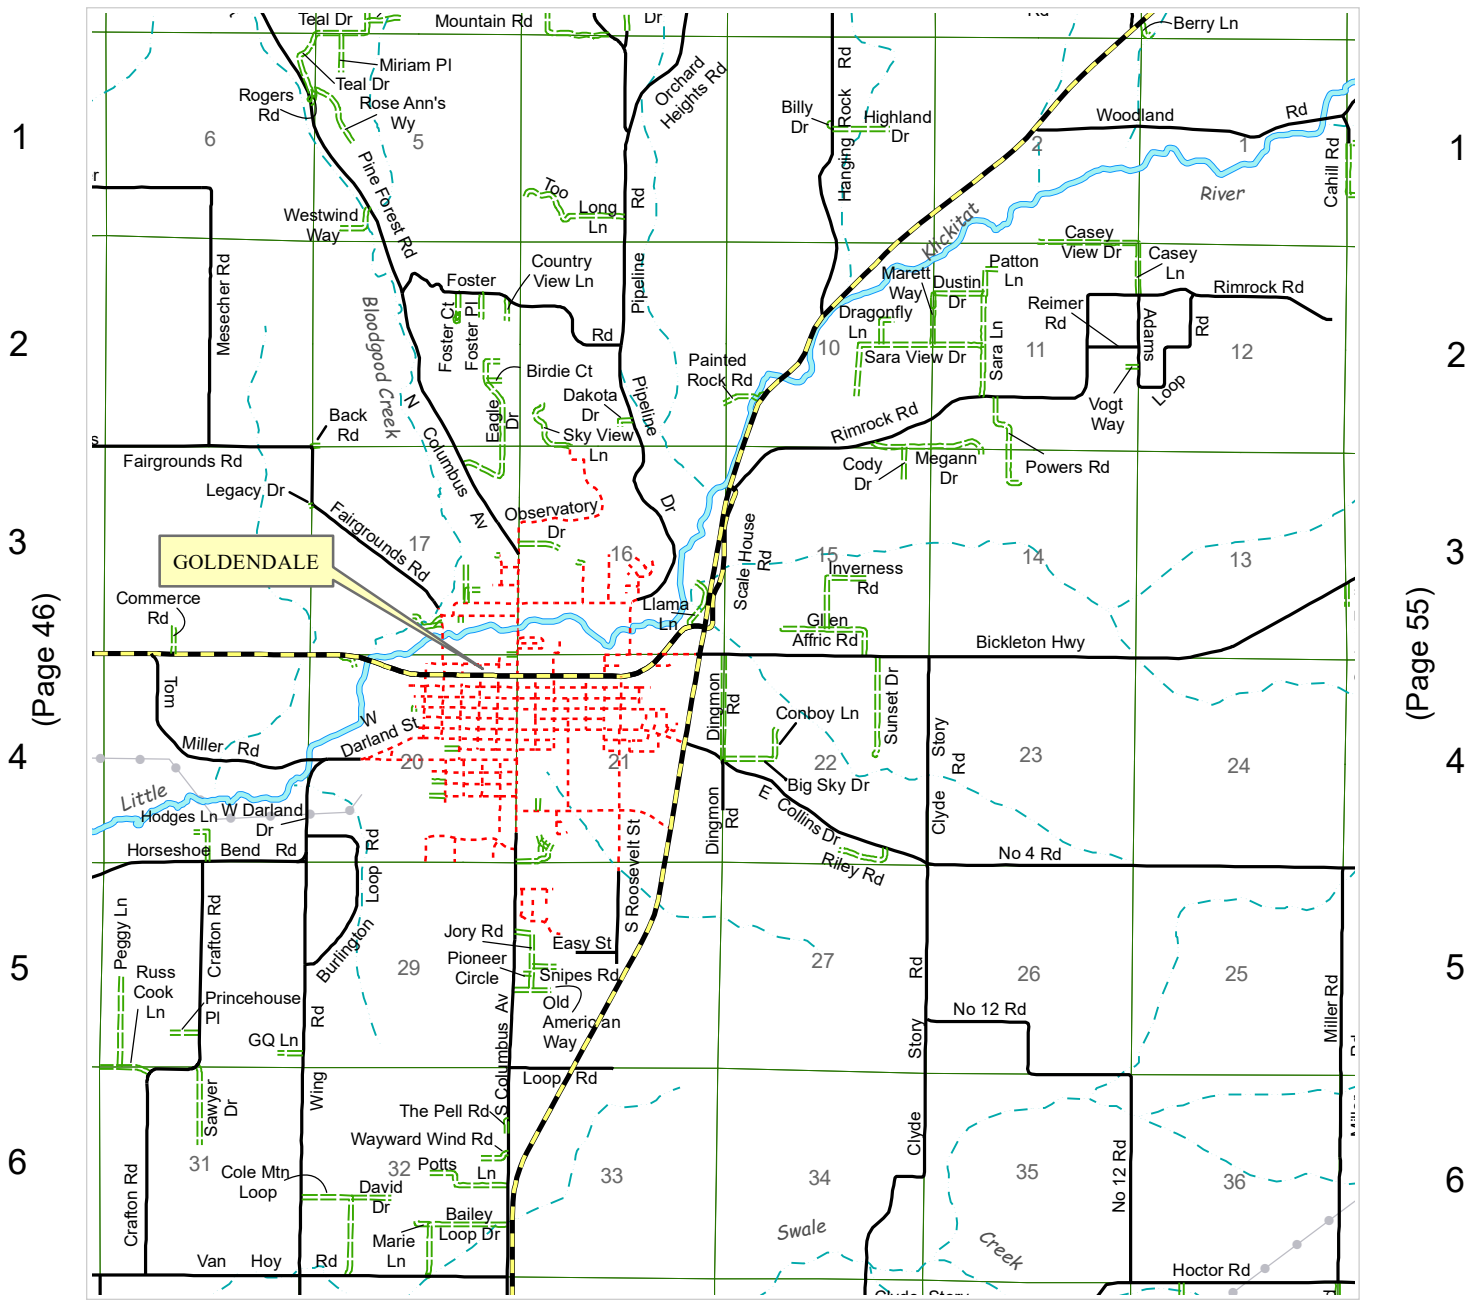 Teal Dr
Mountain Rd
Dr
Rd
Berry Ln
Miriam Pl
Teal Dr
Rogers
Rd
Rose Ann's
Wy
Orchard
Heights Rd
Hanging Rock Rd
Billy
Dr
Highland
Dr
Woodland Rd
1
6
5
2
1
1
Cahill Rd
River
Klickitat
Pine Forest Rd
Too
Long
Ln
Rd
Westwind
Way
r
Mesecher Rd
Bloodgood Creek
Foster
Country
View Ln
Pipeline
Foster Ct
Foster Pl
Rd
Casey
View Dr
Casey
Ln
Patton
Ln
Marett
Way
Dustin
Dr
Dragonfly
Ln
Reimer
Rd
Rimrock Rd
Adams
Rd
Loop
2
10
Sara View Dr
Sara Ln
11
12
2
Painted
Rock Rd
Birdie Ct
Eagle
Dr
Dakota
Dr
Pipeline
Sky View
Ln
Vogt
Way
Back
Rd
N
Columbus
Av
Rimrock Rd
s
Fairgrounds Rd
Cody
Dr
Megann
Dr
Powers Rd
Legacy Dr
Fairgrounds Rd
Observatory
Dr
Dr
3
17
16
Scale House
Rd
15
14
13
3
GOLDENDALE
Inverness
Rd
Commerce
Rd
Llama
Ln
Glen
Affric Rd
Bickleton Hwy
(Page 46)
(Page 55)
Tom
Miller Rd
W
Darland St
Dingmon
Rd
Sunset Dr
Conboy Ln
Story
Rd
4
20
21
22
23
24
4
Big Sky Dr
Little
Hodges Ln
W Darland
Dr
Dingmon
Rd
E Collins Dr
Clyde
Horseshoe Bend Rd
Loop Rd
Riley Rd
No 4 Rd
S Roosevelt St
Peggy Ln
Crafton Rd
Burlington
Jory Rd
Easy St
Pioneer
Circle
Snipes Rd
5
29
27
26
25
5
Russ
Cook
Ln
Princehouse
Pl
Old
American
Way
Rd
No 12 Rd
Miller Rd
Rd
GQ Ln
Rd
Story
Wing
S Columbus Av
Loop Rd
Sawyer
Dr
The Pell Rd
Wayward Wind Rd
Clyde
No 12 Rd
6
31
32
33
34
35
36
6
Potts
Ln
Cole Mtn
Loop
David
Dr
Crafton Rd
Bailey
Loop Dr
Marie
Ln
Swale
Creek
Van Hoy Rd
Hoctor Rd
Clyde Story